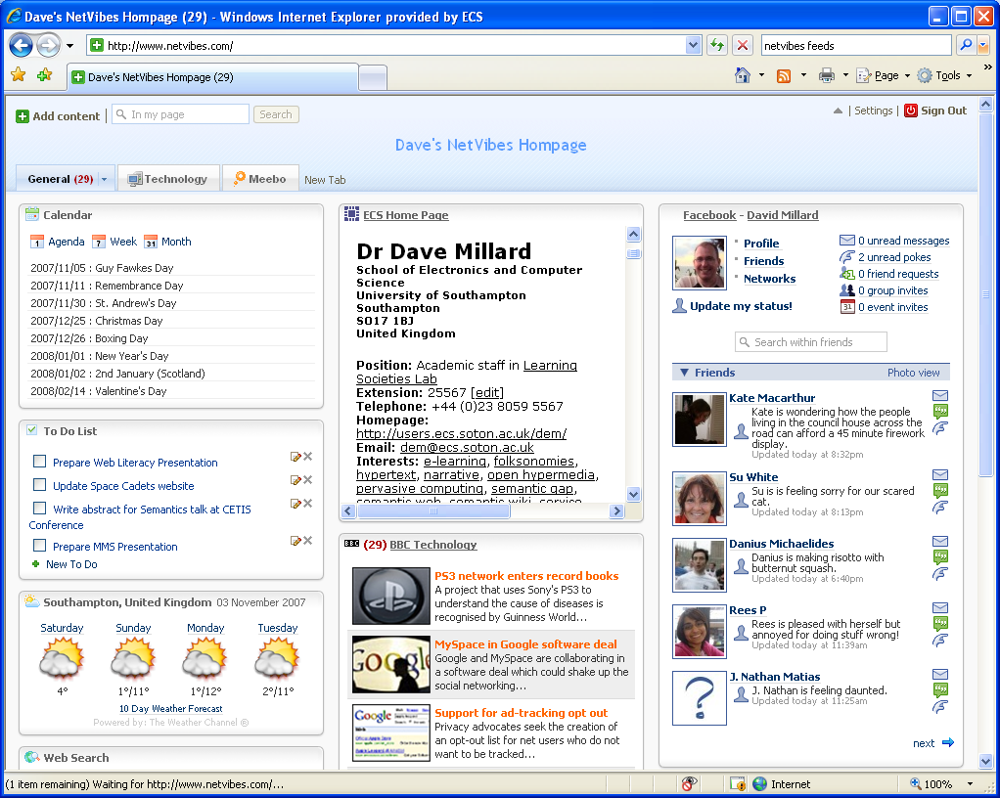 Dave's NetVibes Hompage (29) - Windows Internet Explorer provided by ECS
http://www.netvibes.com/
netvibes feeds
Dave's NetVibes Hompage (29)
Page
Tools
Add content
In my page
Search
Settings
Sign Out
Dave's NetVibes Hompage
General (29)
Technology
Meebo
New Tab
Calendar
1 Agenda 7 Week 31 Month
2007/11/05 : Guy Fawkes Day
2007/11/11 : Remembrance Day
2007/11/30 : St. Andrew's Day
2007/12/25 : Christmas Day
2007/12/26 : Boxing Day
2008/01/01 : New Year's Day
2008/01/02 : 2nd January (Scotland)
2008/02/14 : Valentine's Day
To Do List
Prepare Web Literacy Presentation
Update Space Cadets website
Write abstract for Semantics talk at CETIS
Conference
Prepare MMS Presentation
New To Do
Southampton, United Kingdom 03 November 2007
Saturday Sunday Monday Tuesday
4° 1°/11° 1°/12° 2°/11°
10 Day Weather Forecast
Powered by: The Weather Channel ®
Web Search
ECS Home Page
Dr Dave Millard
School of Electronics and Computer
Science
University of Southampton
Southampton
SO17 1BJ
United Kingdom
Position: Academic staff in Learning
Societies Lab
Extension: 25567 [edit]
Telephone: +44 (0)23 8059 5567
Homepage:
http://users.ecs.soton.ac.uk/dem/
Email: dem@ecs.soton.ac.uk
Interests: e-learning, folksonomies,
hypertext, narrative, open hypermedia,
pervasive computing, semantic gap,
semantic web, semantic wiki, service
BBC (29) BBC Technology
PS3 network enters record books
A project that uses Sony's PS3 to
understand the cause of diseases is
recognised by Guinness World...
Google
MySpace in Google software deal
Google and MySpace are collaborating in
a software deal which could shake up the
social networking...
Google
Support for ad-tracking opt out
Privacy advocates seek the creation of
an opt-out list for net users who do not
want to be tracked...
Facebook - David Millard
Profile
Friends
Networks
Update my status!
0 unread messages
2 unread pokes
0 friend requests
0 group invites
31 0 event invites
Search within friends
Friends
Photo view
Kate Macarthur
Kate is wondering how the people
living in the council house across the
road can afford a 45 minute firework
display.
Updated today at 8:32pm
Su White
Su is is feeling sorry for our scared
cat.
Updated today at 8:13pm
Danius Michaelides
Danius is making risotto with
butternut squash.
Updated today at 6:40pm
Rees P
Rees is pleased with herself but
annoyed for doing stuff wrong!
Updated today at 11:39am
?
J. Nathan Matias
J. Nathan is feeling daunted.
Updated today at 11:25am
next
(1 item remaining) Waiting for http://www.netvibes.com/...
Internet
100%